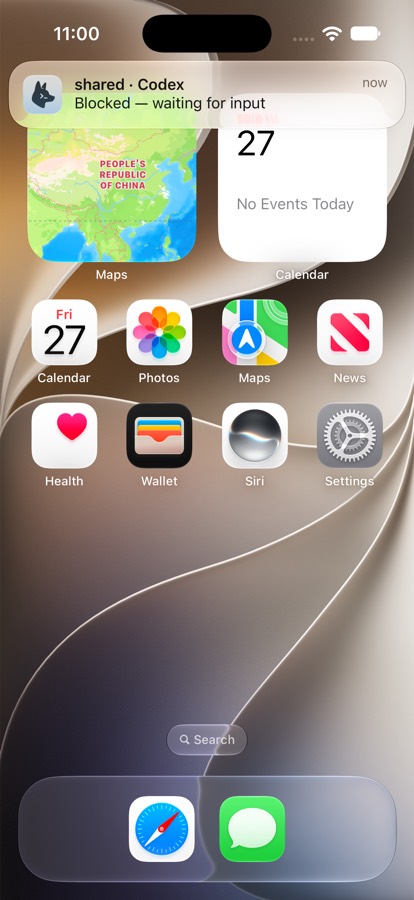 11:00
shared · Codex
now
Blocked — waiting for input
PEOPLE'S
REPUBLIC
OF CHINA
27
No Events Today
Maps
Calendar
Fri
27
Calendar
Photos
Maps
News
Health
Wallet
Siri
Settings
Search